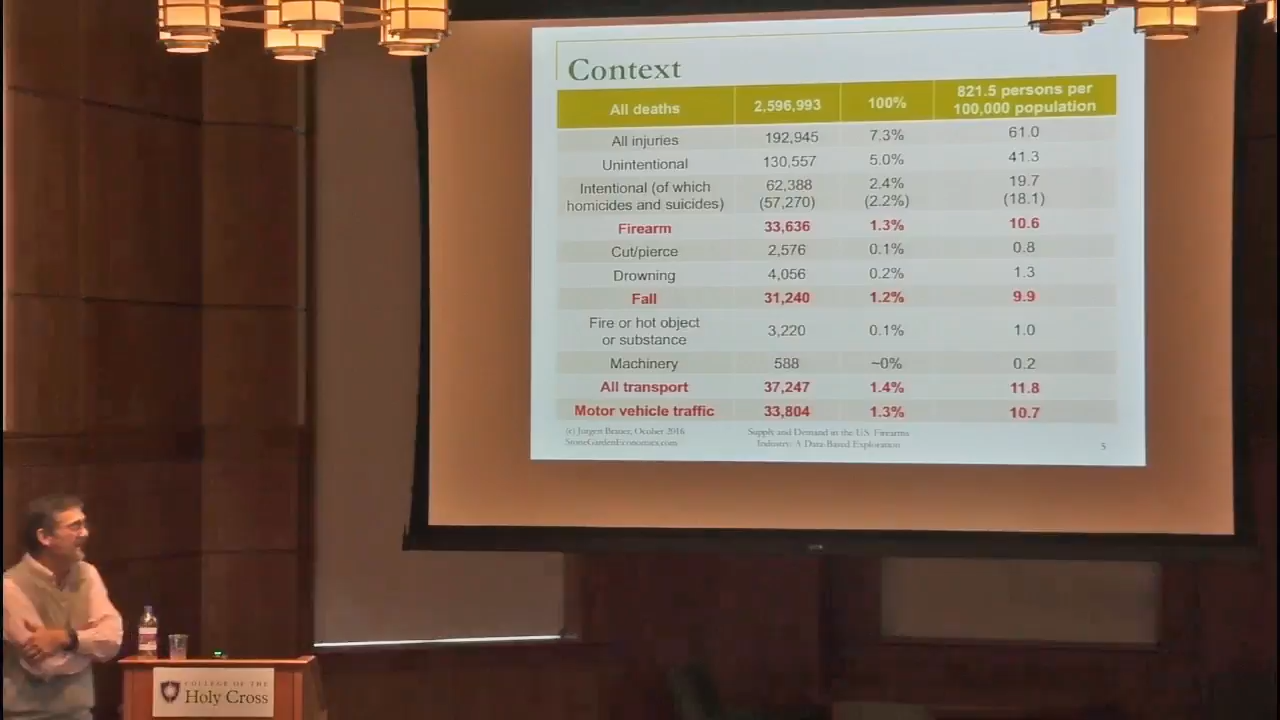 Context
All deaths 2,596,993 100% 821.5 persons per
100,000 population
All injuries 192,945 7.3% 61.0
Unintentional 130,557 5.0% 41.3
Intentional (of which 62,388 2.4% 19.7
homicides and suicides) (57,270) (2.2%) (18.1)
Firearm 33,636 1.3% 10.6
Cut/pierce 2,576 0.1% 0.8
Drowning 4,056 0.2% 1.3
Fall 31,240 1.2% 9.9
Fire or hot object
or substance 3,220 0.1% 1.0
Machinery 588 ~0% 0.2
All transport 37,247 1.4% 11.8
Motor vehicle traffic 33,804 1.3% 10.7
(c) Jurgen Brauer, Ocober 2016 Supply and Demand in the U.S. Firearms
StoneGardenEconomics.com Industry: A Data-Based Exploration 5
COLLEGE OF THE
Holy Cross